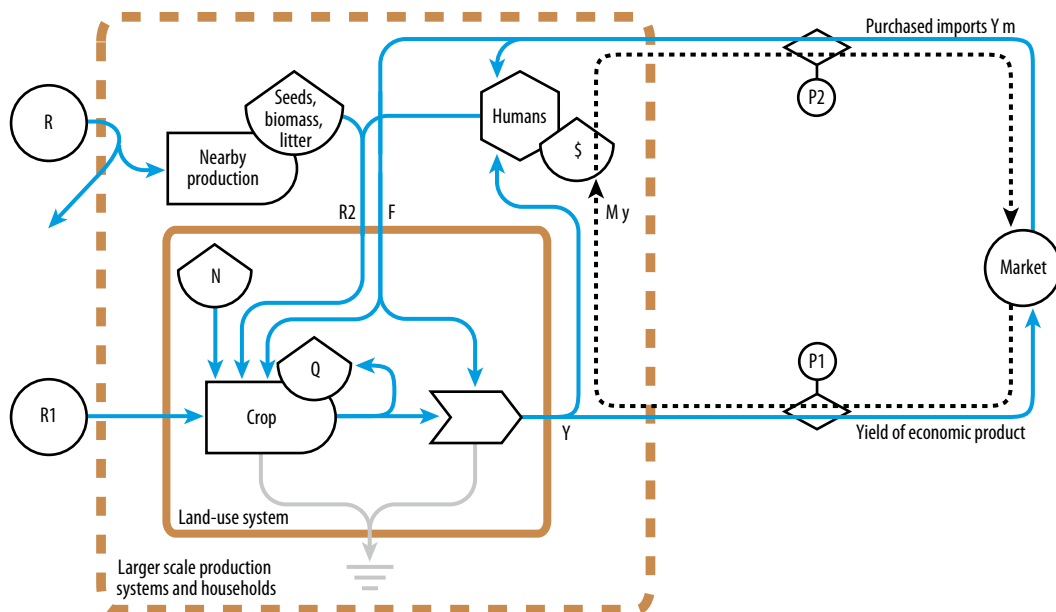 Purchased imports Y m
R
Seeds,
biomass,
litter
Humans
P2
Nearby
production
$
R2
F
M y
N
Market
P1
Q
R1
Crop
Y
Yield of economic product
Land-use system
Larger scale production
systems and households